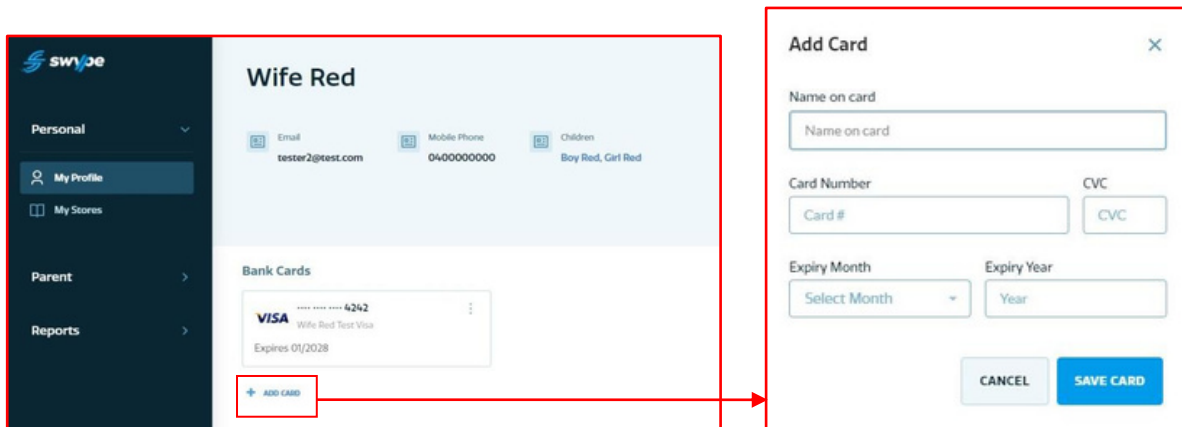 swype
Personal
My Profile
My Stores
Parent
Reports
Wife Red
Email
tester2@test.com
Mobile Phone
0400000000
Children
Boy Red, Girl Red
Bank Cards
VISA
.... .... .... 4242
Wife Red Test Visa
Expires 01/2028
+ ADD CARD
Add Card
Name on card
Name on card
Card Number
CVC
Card #
CVC
Expiry Month
Expiry Year
Select Month
Year
CANCEL
SAVE CARD